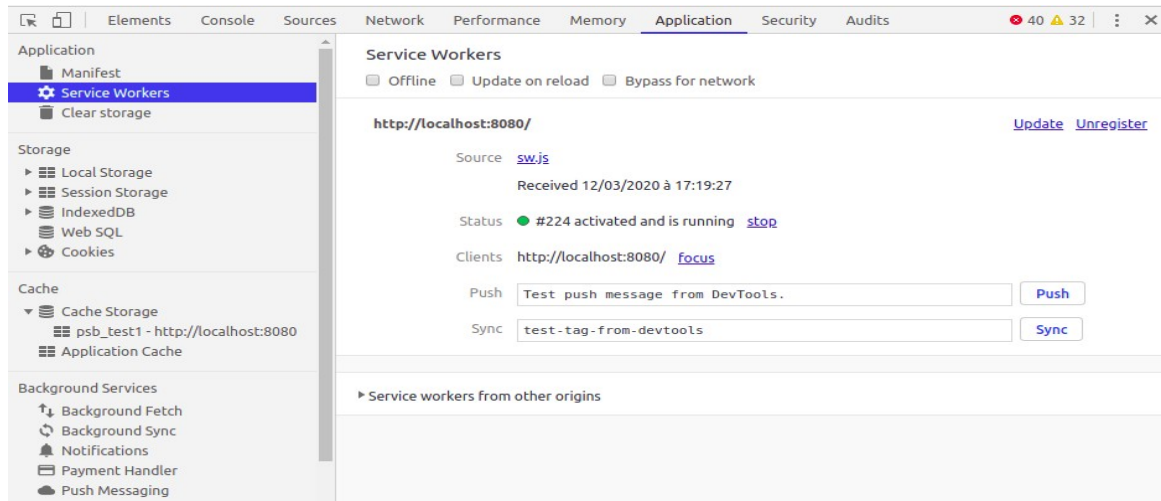 Elements Console Sources Network Performance Memory Application Security Audits 40 32
Application
Manifest
Service Workers
Clear storage
Storage
Local Storage
Session Storage
IndexedDB
Web SQL
Cookies
Cache
Cache Storage
psb_test1 - http://localhost:8080
Application Cache
Background Services
Background Fetch
Background Sync
Notifications
Payment Handler
Push Messaging
Service Workers
Offline Update on reload Bypass for network
http://localhost:8080/ Update Unregister
Source sw.js
Received 12/03/2020 à 17:19:27
Status #224 activated and is running stop
Clients http://localhost:8080/ focus
Push Test push message from DevTools. Push
Sync test-tag-from-devtools Sync
Service workers from other origins